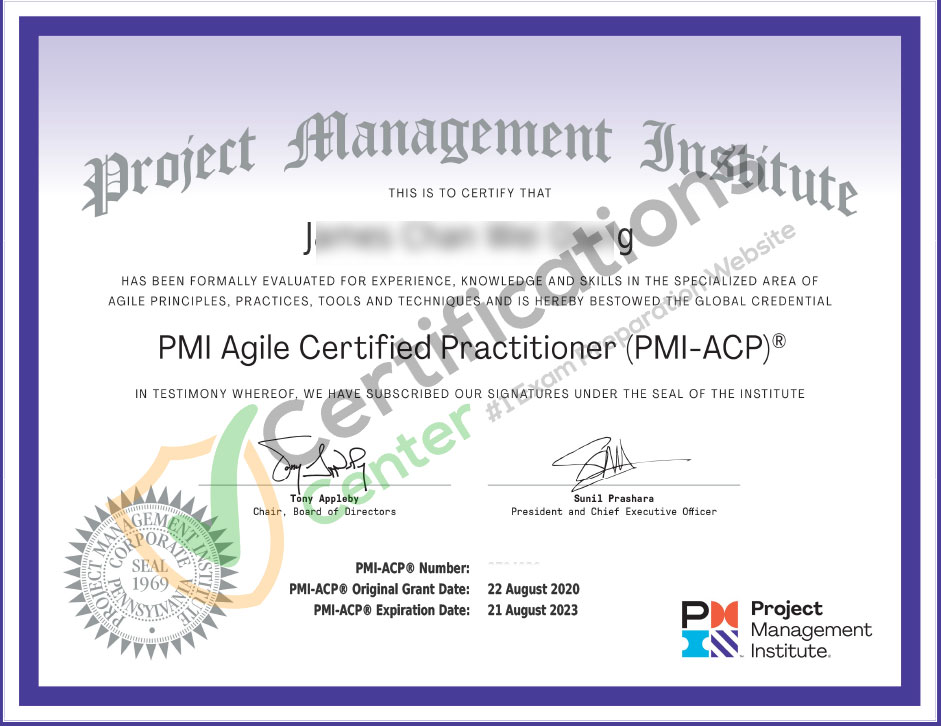 Project Management Institute
THIS IS TO CERTIFY THAT
HAS BEEN FORMALLY EVALUATED FOR EXPERIENCE, KNOWLEDGE AND SKILLS IN THE SPECIALIZED AREA OF
AGILE PRINCIPLES, PRACTICES, TOOLS AND TECHNIQUES AND IS HEREBY BESTOWED THE GLOBAL CREDENTIAL
PMI Agile Certified Practitioner (PMI-ACP)®
IN TESTIMONY WHEREOF, WE HAVE SUBSCRIBED OUR SIGNATURES UNDER THE SEAL OF THE INSTITUTE
Certifications
Center
#1 Exam Preparation Website
Tony Appleby
Chair, Board of Directors
Sunil Prashara
President and Chief Executive Officer
PROJECT MANAGEMENT INSTITUTE
CORPORATE
SEAL
1969
PENNSYLVANIA
PMI-ACP® Number:
PMI-ACP® Original Grant Date: 22 August 2020
PMI-ACP® Expiration Date: 21 August 2023
Project
Management
Institute.